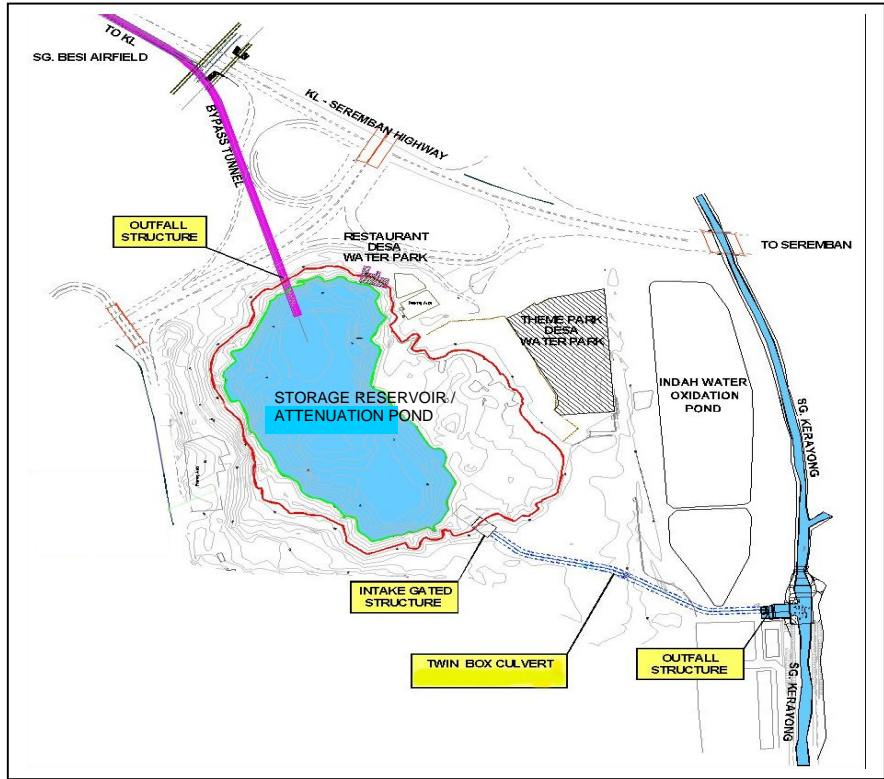 TO KL
SG. BESI AIRFIELD
BYPASS TUNNEL
KL - SEREMBAN HIGHWAY
OUTFALL
STRUCTURE
RESTAURANT
DESA
WATER PARK
TO SEREMBAN
THEME PARK
DESA
WATER PARK
INDAH WATER
OXIDATION
POND
STORAGE RESERVOIR /
ATTENUATION POND
SG. KERAYONG
INTAKE GATED
STRUCTURE
TWIN BOX CULVERT
OUTFALL
STRUCTURE
SG. KERAYONG